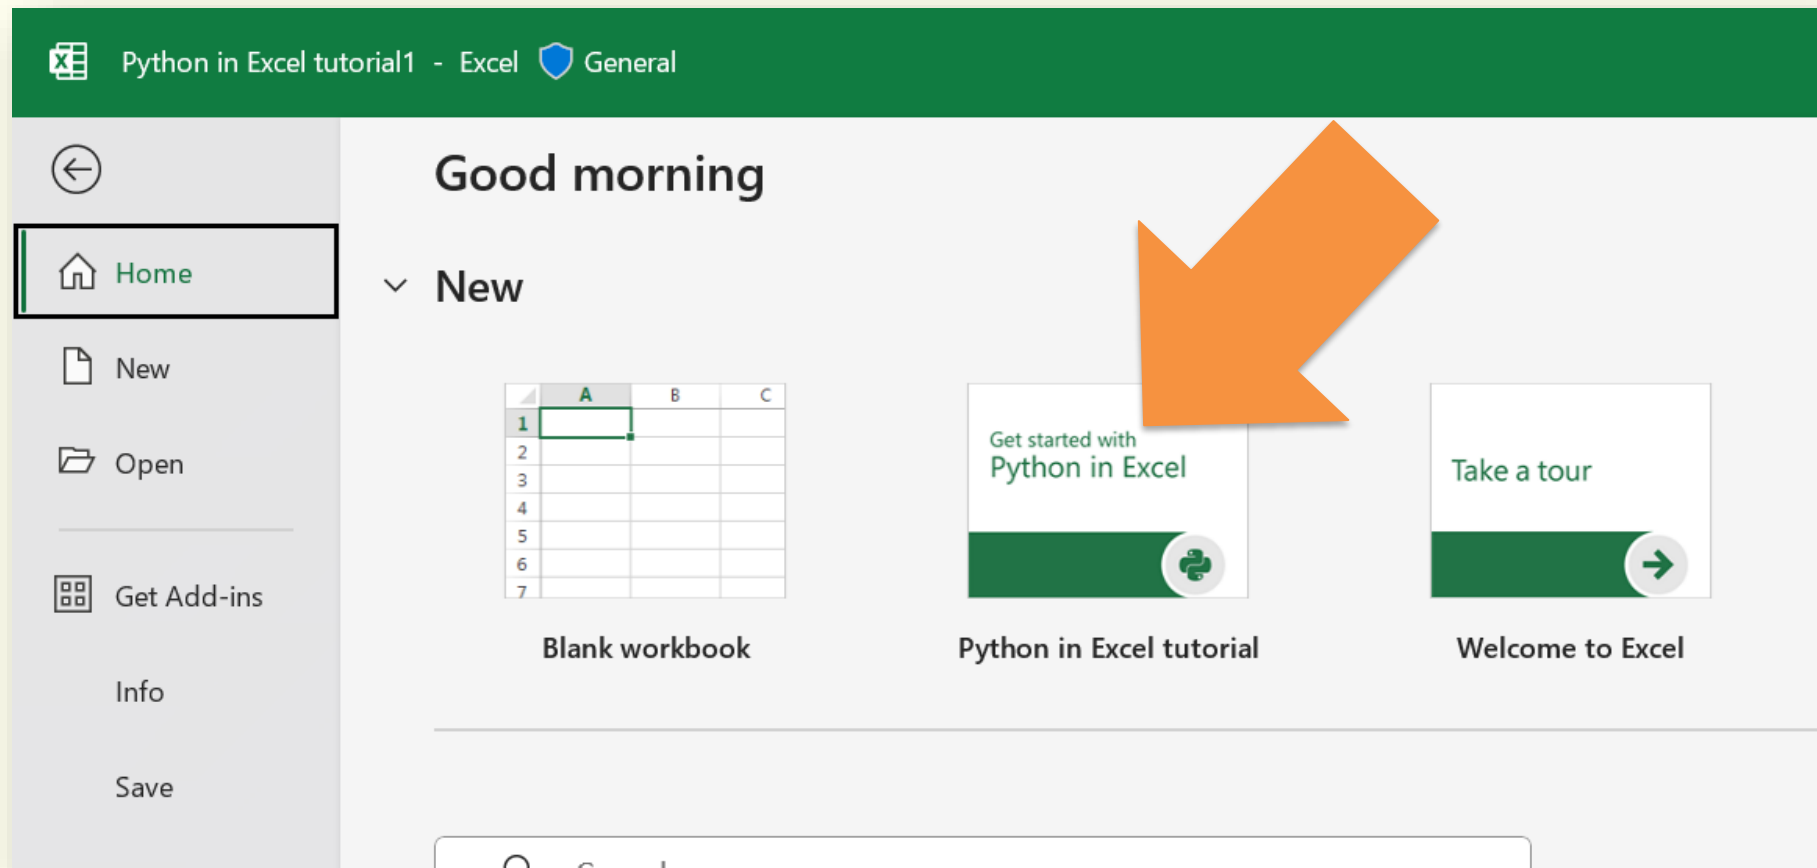 Python in Excel tutorial1 - Excel General
Good morning
Home
New
New
Open
Get Add-ins
Info
Save
A B C
1
2
3
4
5
6
7
Blank workbook
Get started with
Python in Excel
Python in Excel tutorial
Take a tour
Welcome to Excel